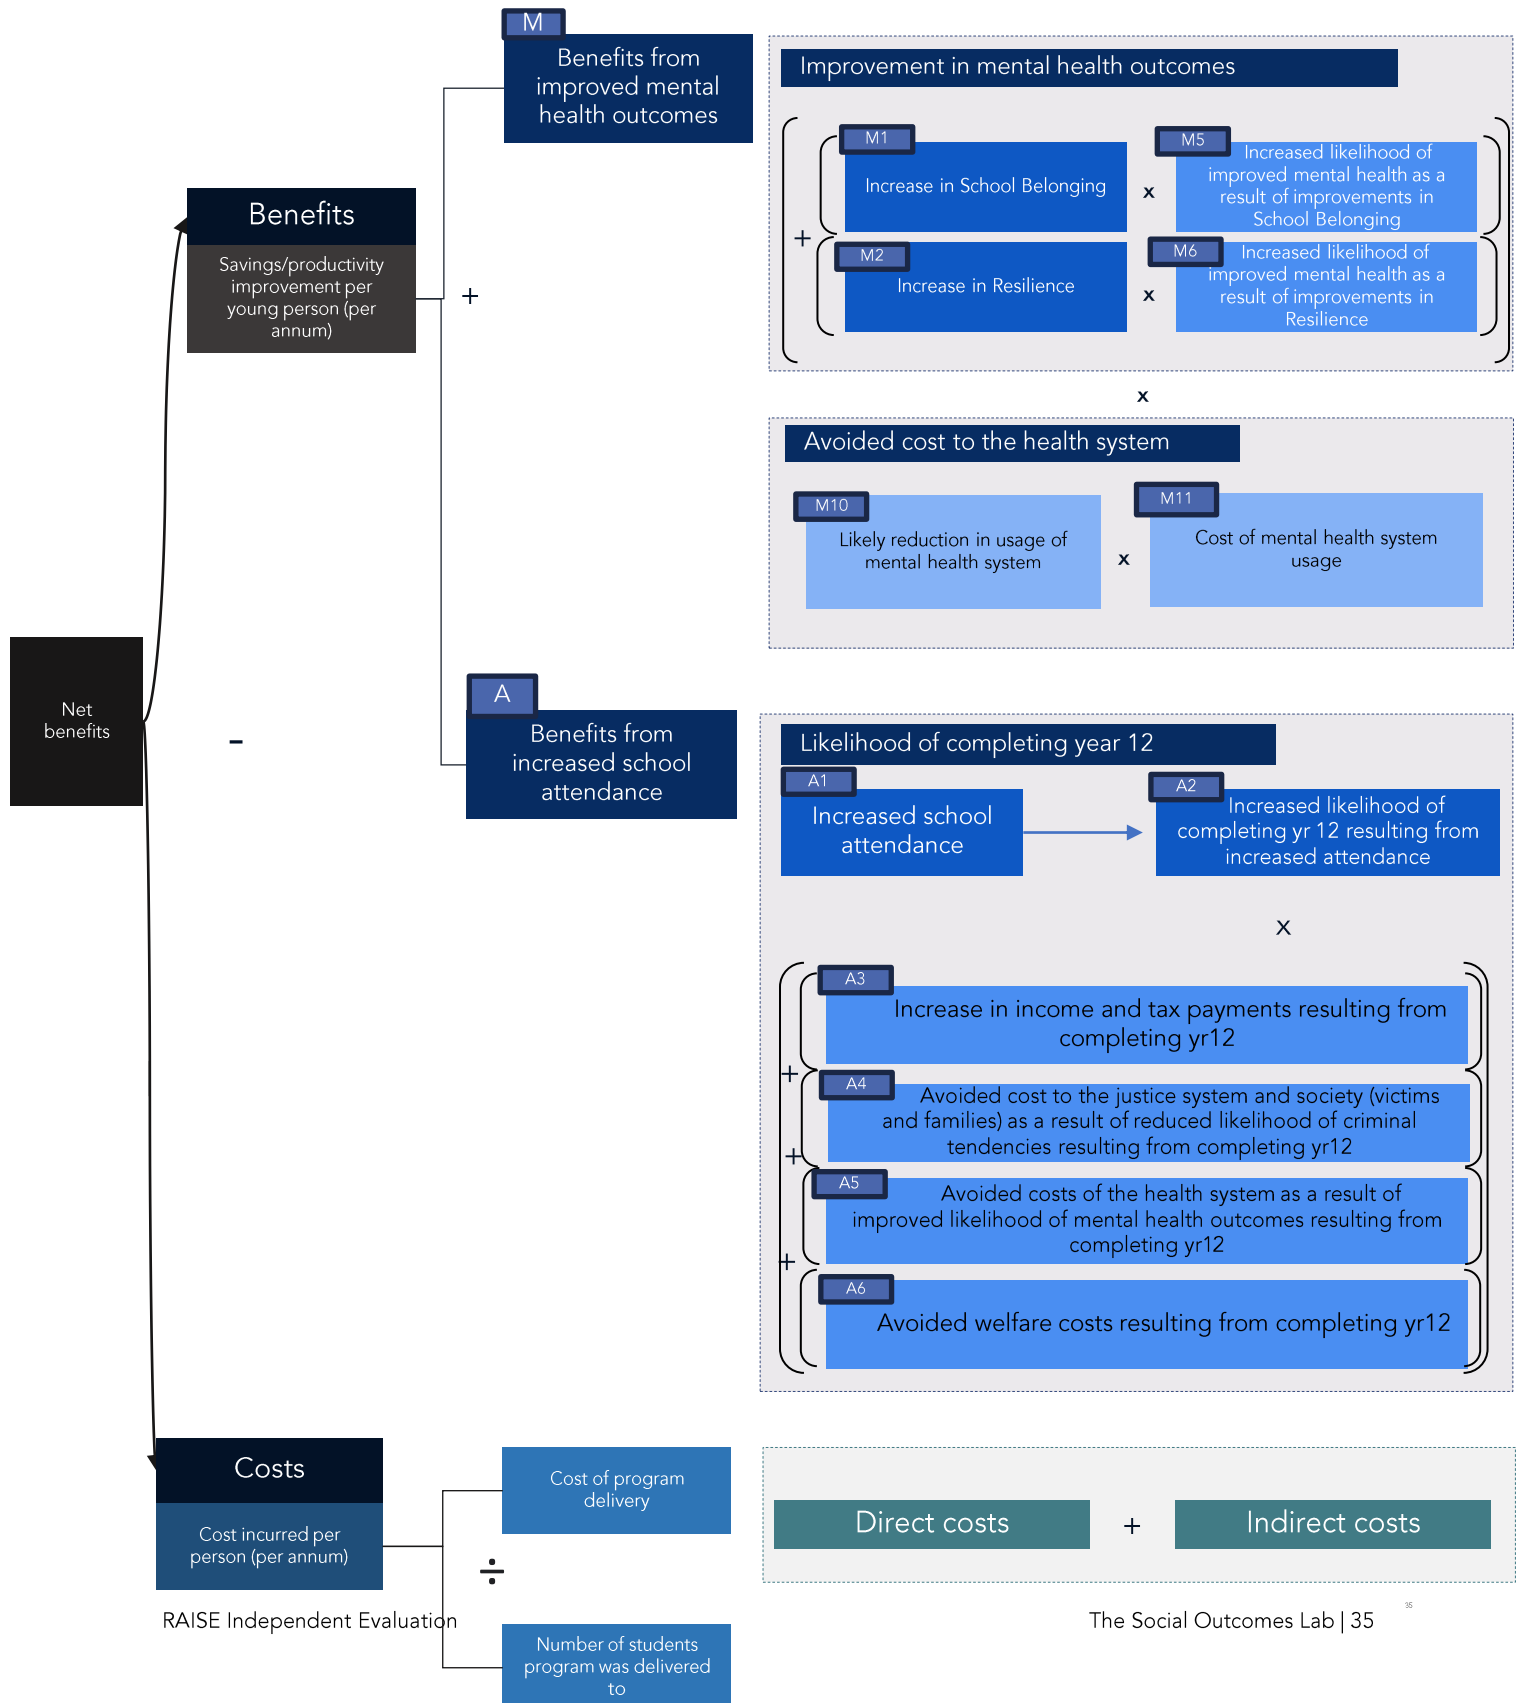 M
Benefits from
improved mental
health outcomes
Improvement in mental health outcomes
M1
Increase in School Belonging
x
M5
Increased likelihood of
improved mental health as a
result of improvements in
School Belonging
+
M2
Increase in Resilience
x
M6
Increased likelihood of
improved mental health as a
result of improvements in
Resilience
Benefits
Savings/productivity
improvement per
young person (per
annum)
+
x
Avoided cost to the health system
M10
Likely reduction in usage of
mental health system
x
M11
Cost of mental health system
usage
Net
benefits
-
A
Benefits from
increased school
attendance
Likelihood of completing year 12
A1
Increased school
attendance
A2
Increased likelihood of
completing yr 12 resulting from
increased attendance
x
A3
Increase in income and tax payments resulting from
completing yr12
+
A4
Avoided cost to the justice system and society (victims
and families) as a result of reduced likelihood of criminal
tendencies resulting from completing yr12
+
A5
Avoided costs of the health system as a result of
improved likelihood of mental health outcomes resulting from
completing yr12
+
A6
Avoided welfare costs resulting from completing yr12
Costs
Cost incurred per
person (per annum)
Cost of program
delivery
÷
Number of students
program was delivered
to
Direct costs
+
Indirect costs
RAISE Independent Evaluation
The Social Outcomes Lab | 35
35